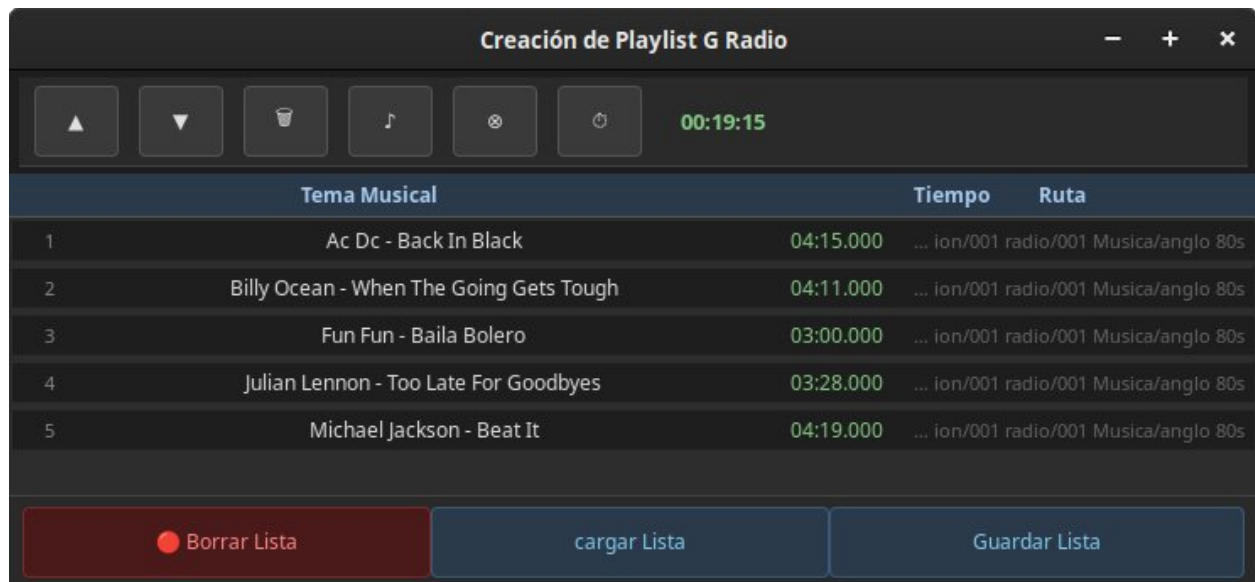 Creación de Playlist G Radio
00:19:15
Tema Musical Tiempo Ruta
1 Ac Dc - Back In Black 04:15.000 ... ion/001 radio/001 Musica/anglo 80s
2 Billy Ocean - When The Going Gets Tough 04:11.000 ... ion/001 radio/001 Musica/anglo 80s
3 Fun Fun - Baila Bolero 03:00.000 ... ion/001 radio/001 Musica/anglo 80s
4 Julian Lennon - Too Late For Goodbyes 03:28.000 ... ion/001 radio/001 Musica/anglo 80s
5 Michael Jackson - Beat It 04:19.000 ... ion/001 radio/001 Musica/anglo 80s
Borrar Lista cargar Lista Guardar Lista